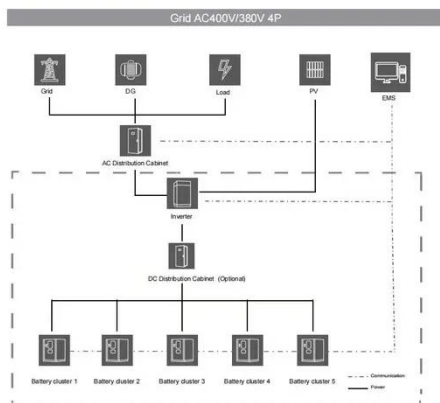 Grid AC400V/380V 4P
Grid
DG
Load
PV
EMS
AC Distribution Cabinet
Inverter
DC Distribution Cabinet (Optional)
Battery cluster 1
Battery cluster 2
Battery cluster 3
Battery cluster 4
Battery cluster 5
Communication
Power